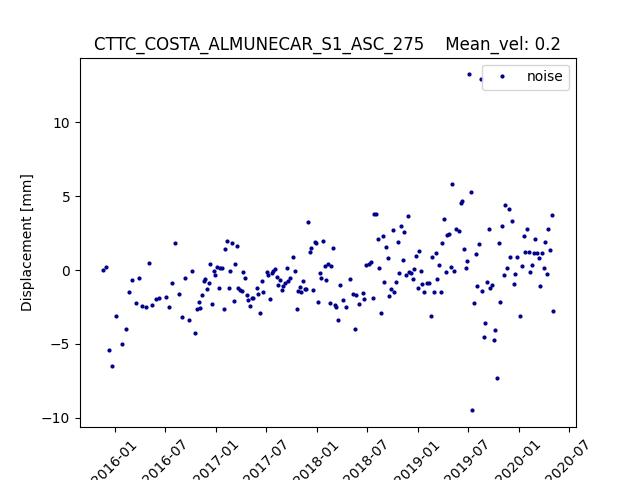 CTTC_COSTA_ALMUNECAR_S1_ASC_275    Mean_vel: 0.2
noise
Displacement [mm]
10
5
0
−5
−10
2016-01 2016-07 2017-01 2017-07 2018-01 2018-07 2019-01 2019-07 2020-01 2020-07